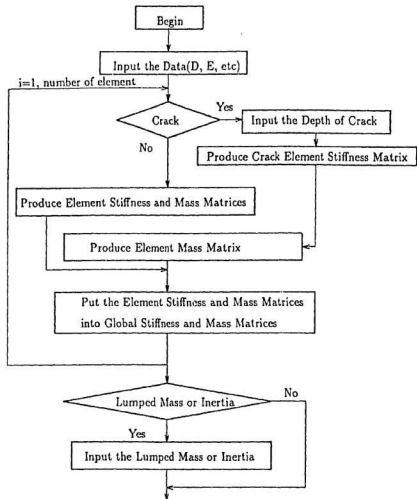 Begin
Input the Data(D, E, etc)
i=1, number of element
Crack
Yes
Input the Depth of Crack
No
Produce Crack Element Stiffness Matrix
Produce Element Stiffness and Mass Matrices
Produce Element Mass Matrix
Put the Element Stiffness and Mass Matrices
into Global Stiffness and Mass Matrices
Lumped Mass or Inertia
No
Yes
Input the Lumped Mass or Inertia